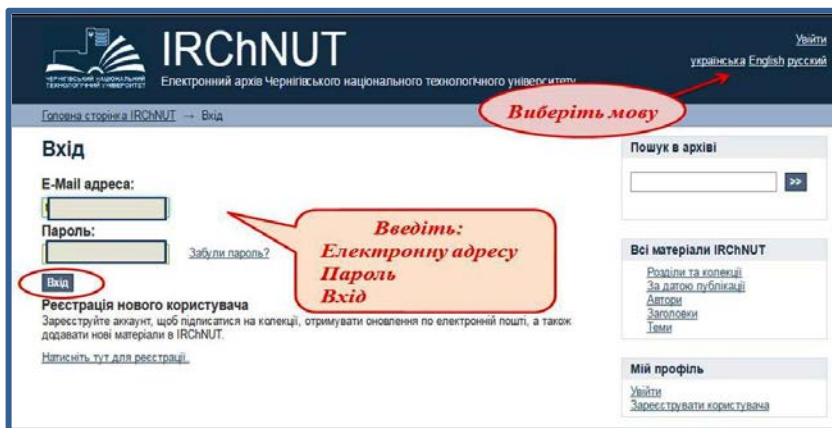 IRChNUT
ЧЕРНІГІВСЬКИЙ НАЦІОНАЛЬНИЙ
ТЕХНОЛОГІЧНИЙ УНІВЕРСИТЕТ
Електронний архів Чернігівського національного технологічного університету
Увійти
українська English русский
Виберіть мову
Головна сторінка IRChNUT → Вхід
Вхід
E-Mail адреса:
Пароль:
Забули пароль?
Вхід
Введіть:
Електронну адресу
Пароль
Вхід
Реєстрація нового користувача
Зареєструйте аккаунт, щоб підписатися на колекції, отримувати оновлення по електронній пошті, а також
додавати нові матеріали в IRChNUT.
Натисніть тут для реєстрації.
Пошук в архіві
>>
Всі матеріали IRChNUT
Розділи та колекції
За датою публікації
Автори
Заголовки
Теми
Мій профіль
Увійти
Зареєструвати користувача